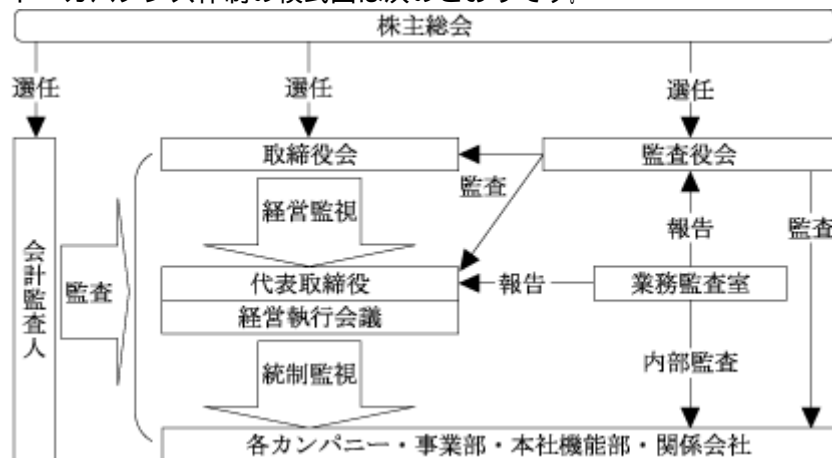 株主総会
選任
選任
選任
取締役会
監査役会
監査
経営監視
報告
監査
会計監査人
監査
代表取締役
報告
業務監査室
経営執行会議
統制監視
内部監査
各カンパニー・事業部・本社機能部・関係会社